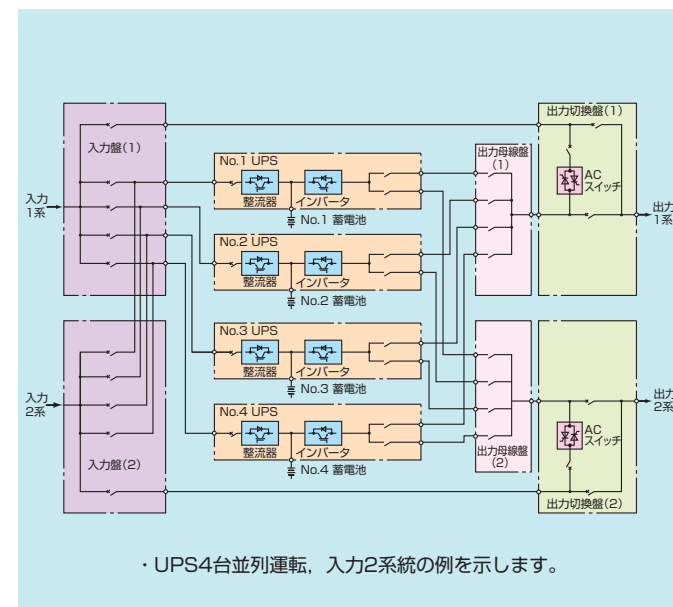 出力切換盤(1)
入力盤(1)
No.1 UPS
出力母線盤
(1)
AC
スイッチ
整流器
インバータ
入力
1系
出力
1系
No.1 蓄電池
No.2 UPS
整流器
インバータ
No.2 蓄電池
No.3 UPS
整流器
インバータ
No.3 蓄電池
入力
2系
出力
2系
No.4 UPS
AC
スイッチ
整流器
インバータ
入力盤(2)
出力母線盤
(2)
No.4 蓄電池
出力切換盤(2)
・UPS4台並列運転，入力2系統の例を示します。